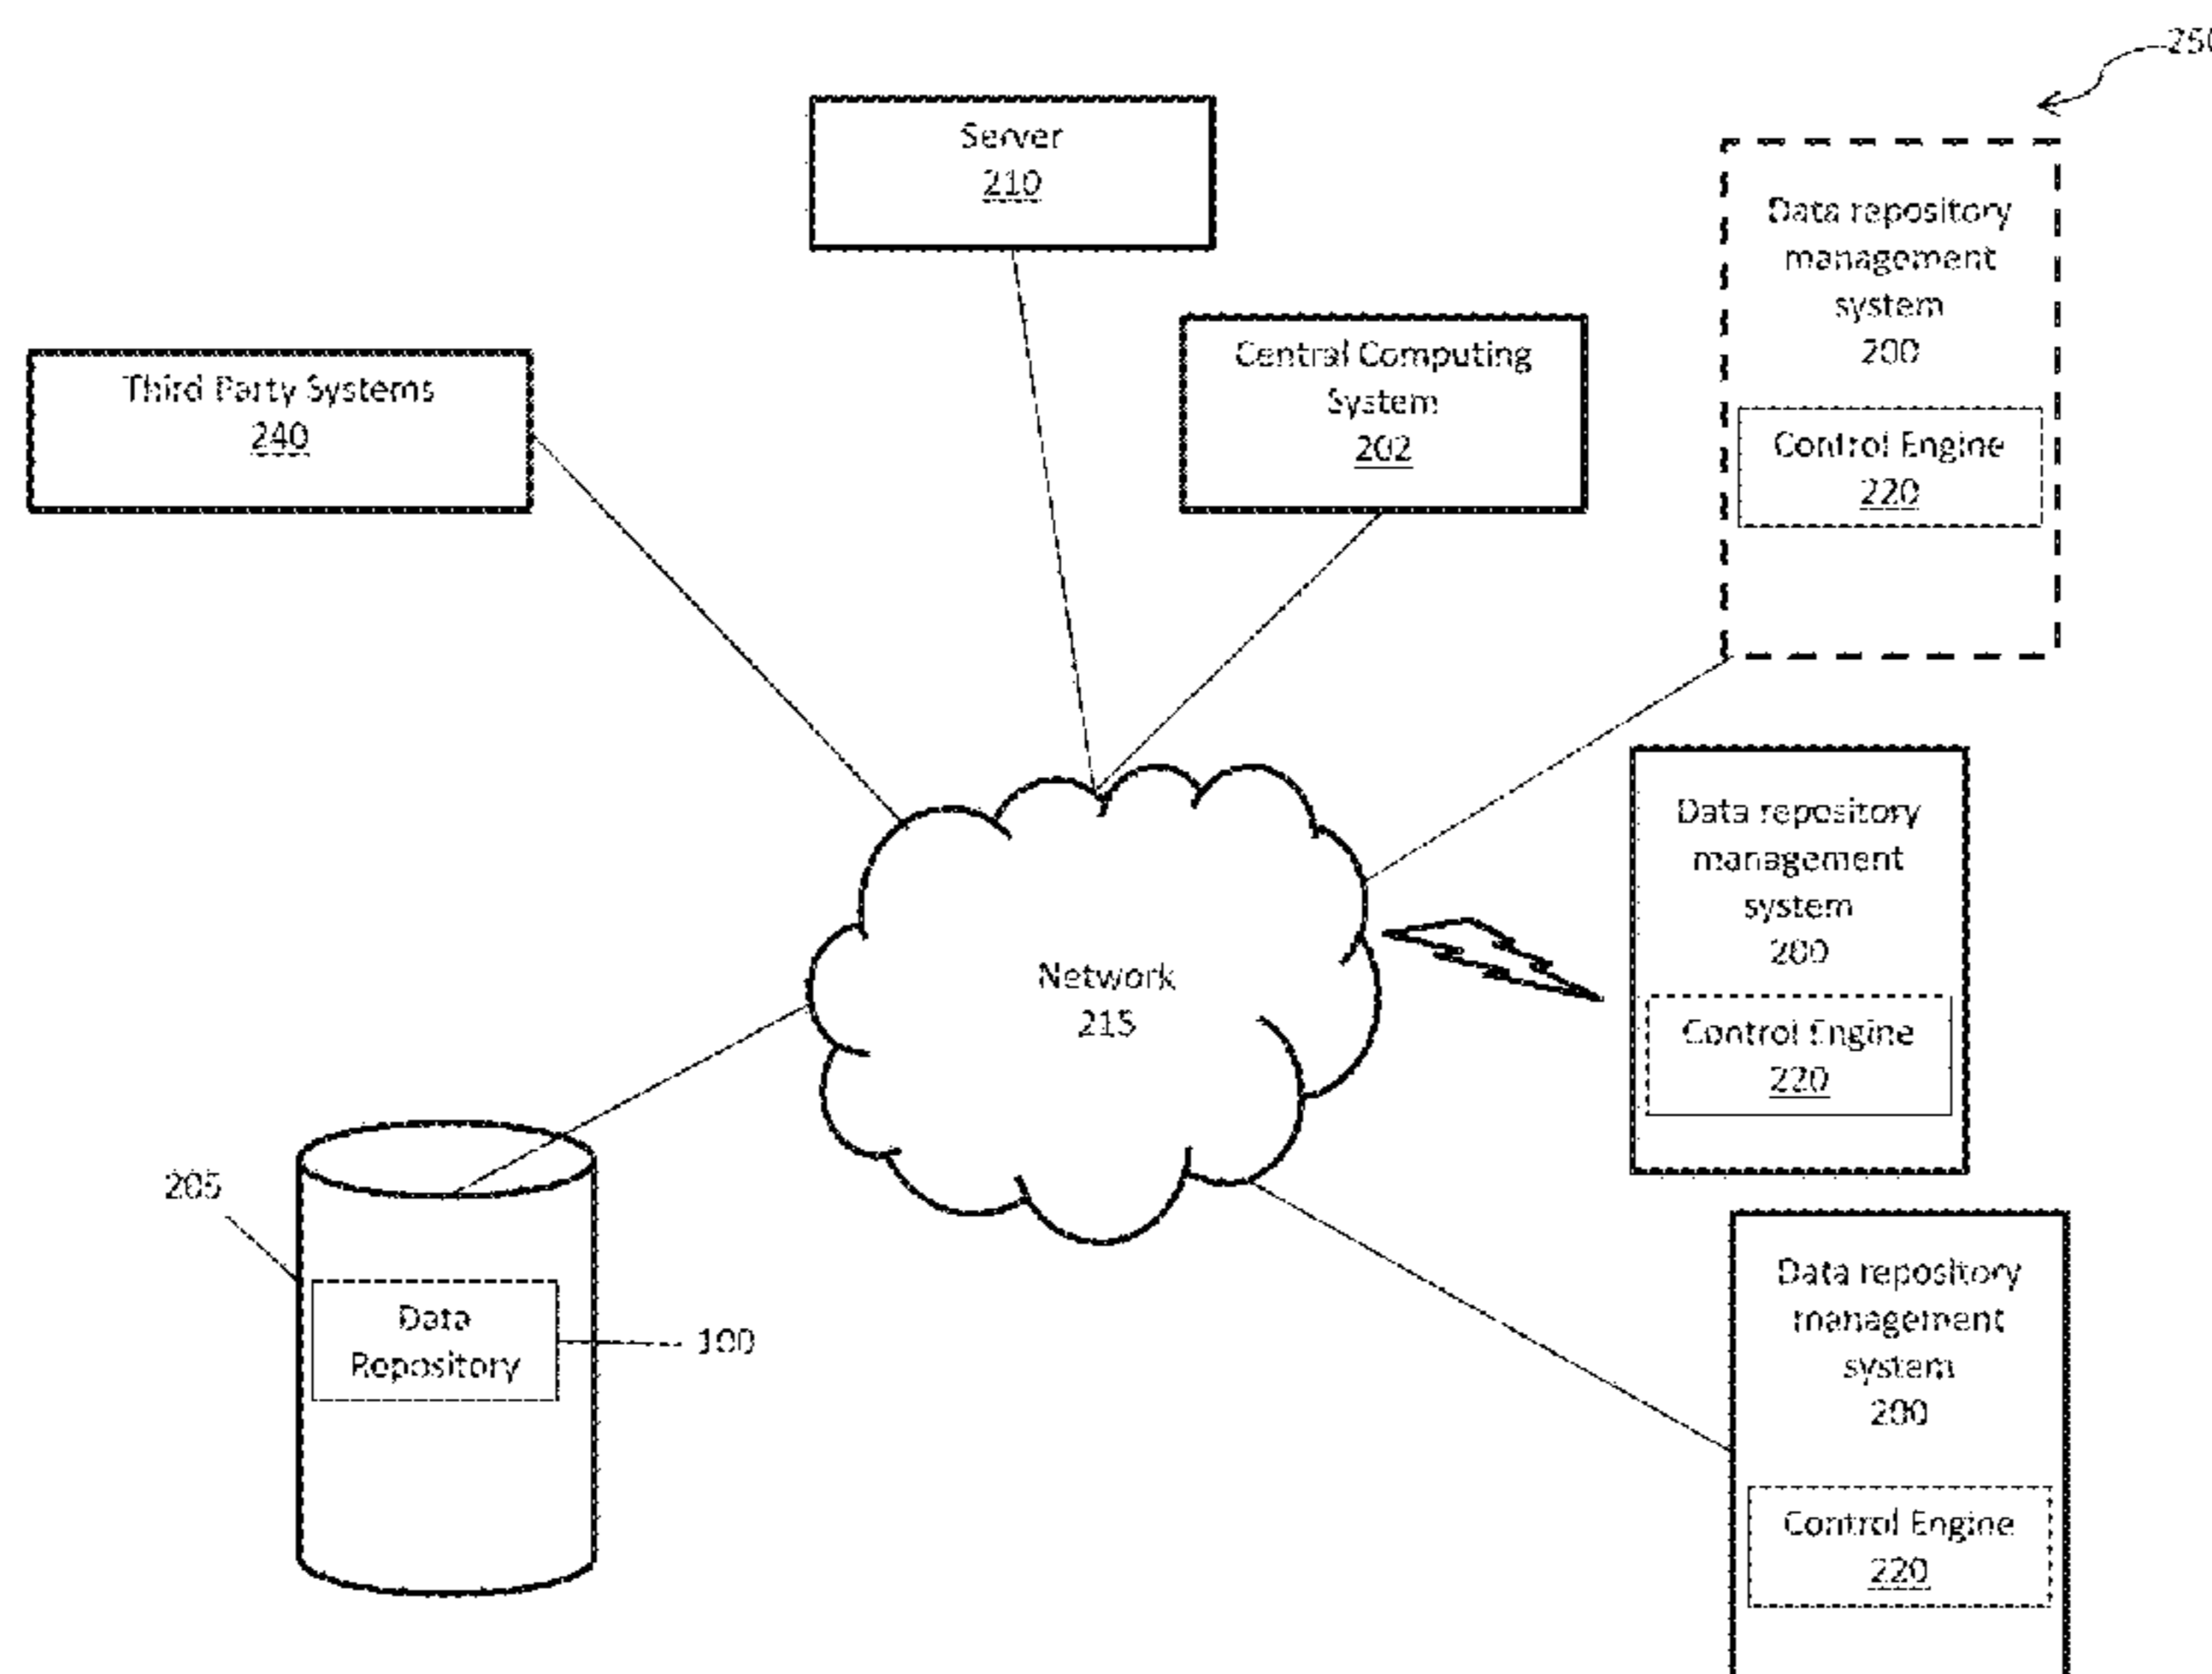 250
Server
210
Data repository
management
system
200
Control Engine
220
Central Computing
System
202
Third Party Systems
240
Data repository
management
system
200
Control Engine
220
Network
215
205
Data
Repository
100
Data repository
management
system
200
Control Engine
220